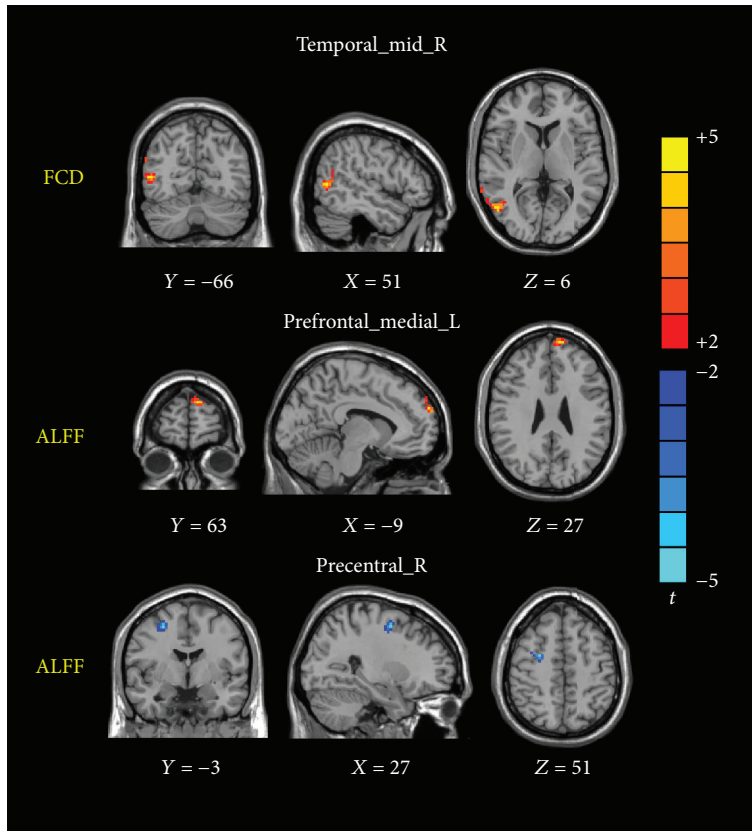 Temporal_mid_R
+5
FCD
Y = −66
X = 51
Z = 6
Prefrontal_medial_L
+2
−2
ALFF
Y = 63
X = −9
Z = 27
Precentral_R
−5
t
ALFF
Y = −3
X = 27
Z = 51